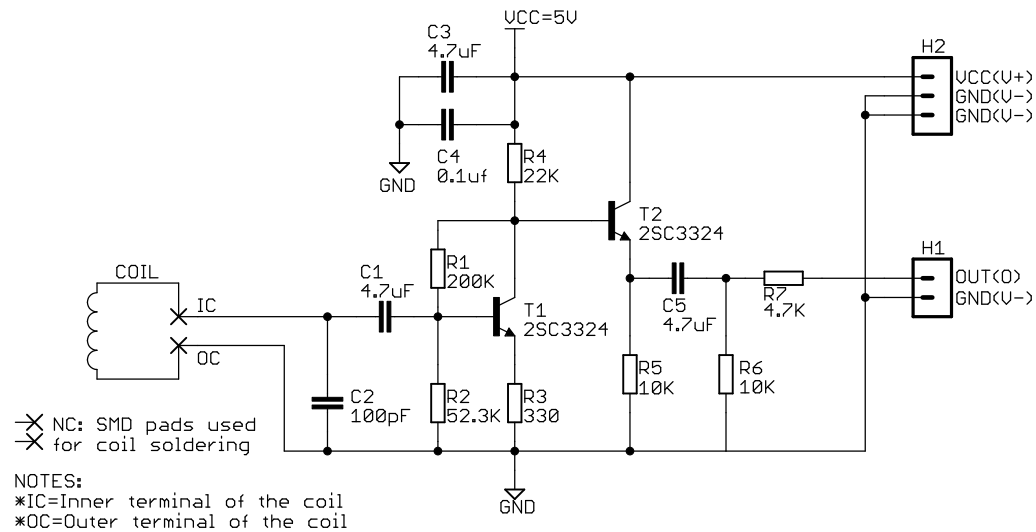 VCC=5V
C3
4.7uF
C4
0.1uf
GND
R4
22K
H2
VCC(V+)
GND(V-)
GND(V-)
T2
2SC3324
COIL
IC
OC
C1
4.7uF
R1
200K
T1
2SC3324
C5
4.7uF
R7
4.7K
H1
OUT(O)
GND(V-)
C2
100pF
R2
52.3K
R3
330
R5
10K
R6
10K
GND
NC: SMD pads used
for coil soldering
NOTES:
*IC=Inner terminal of the coil
*OC=Outer terminal of the coil